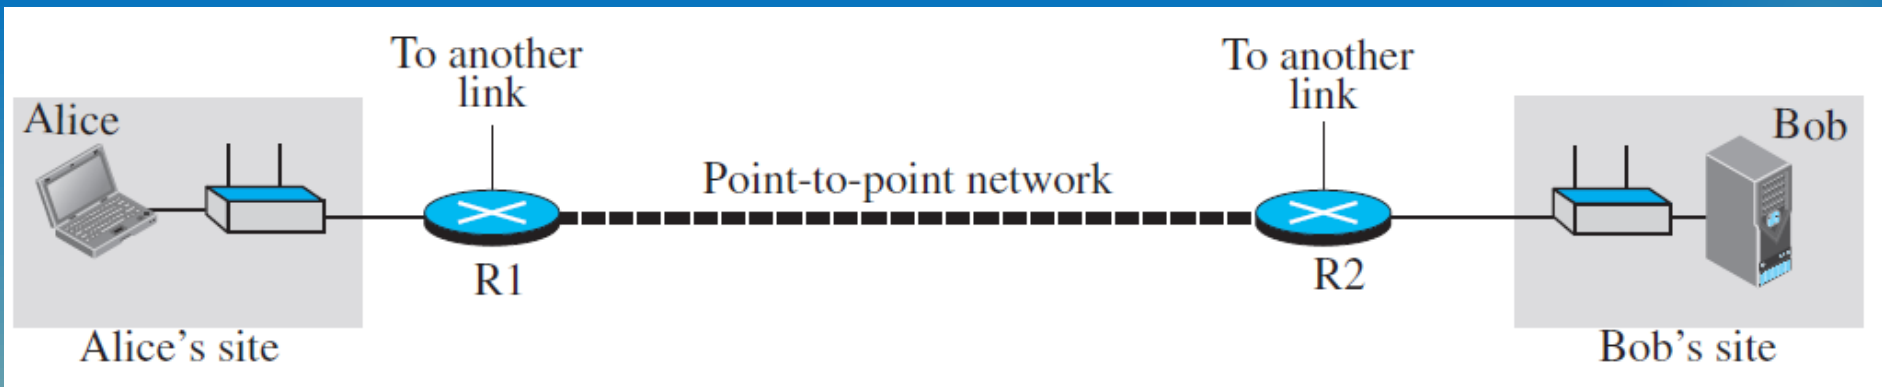 To another
link
To another
link
Alice
Bob
Point-to-point network
R1
R2
Alice’s site
Bob’s site